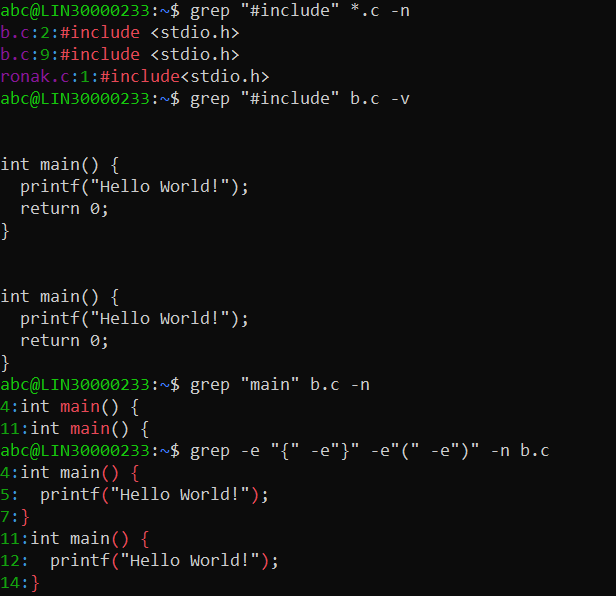 abc@LIN30000233:~$ grep "#include" *.c -n
b.c:2:#include <stdio.h>
b.c:9:#include <stdio.h>
ronak.c:1:#include<stdio.h>
abc@LIN30000233:~$ grep "#include" b.c -v
int main() {
  printf("Hello World!");
  return 0;
}
int main() {
  printf("Hello World!");
  return 0;
}
abc@LIN30000233:~$ grep "main" b.c -n
4:int main() {
11:int main() {
abc@LIN30000233:~$ grep -e "{" -e"}" -e"(" -e")" -n b.c
4:int main() {
5:  printf("Hello World!");
7:}
11:int main() {
12:  printf("Hello World!");
14:}